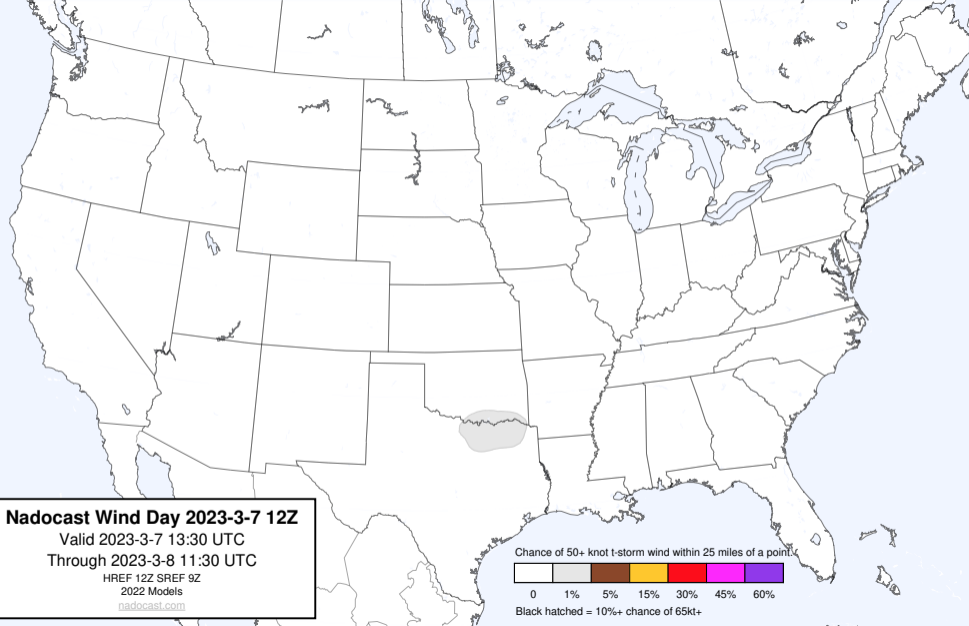 Nadocast Wind Day 2023-3-7 12Z
Valid 2023-3-7 13:30 UTC
Through 2023-3-8 11:30 UTC
HREF 12Z SREF 9Z
2022 Models
nadocast.com
Chance of 50+ knot t-storm wind within 25 miles of a point.
0 1% 5% 15% 30% 45% 60%
Black hatched = 10%+ chance of 65kt+